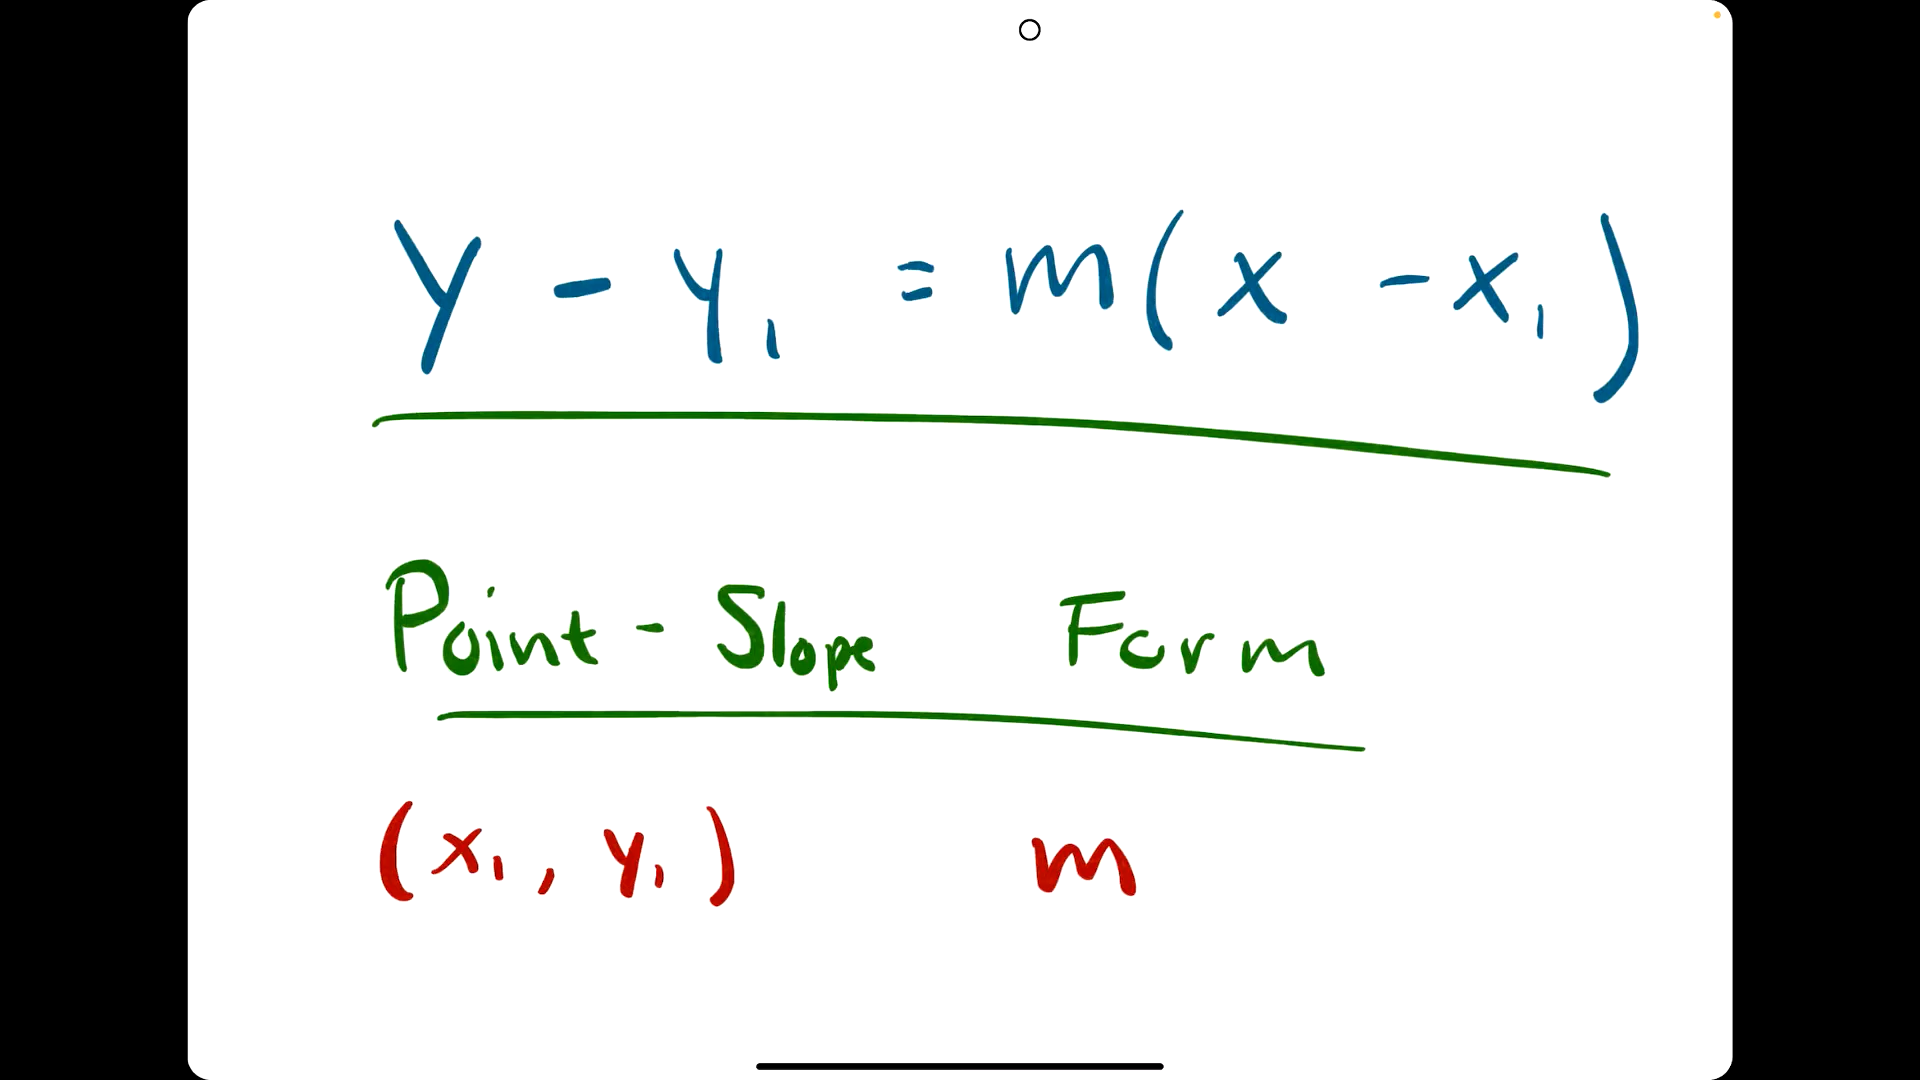 y - y₁ = m(x - x₁)
Point - Slope Form
(x₁, y₁) m